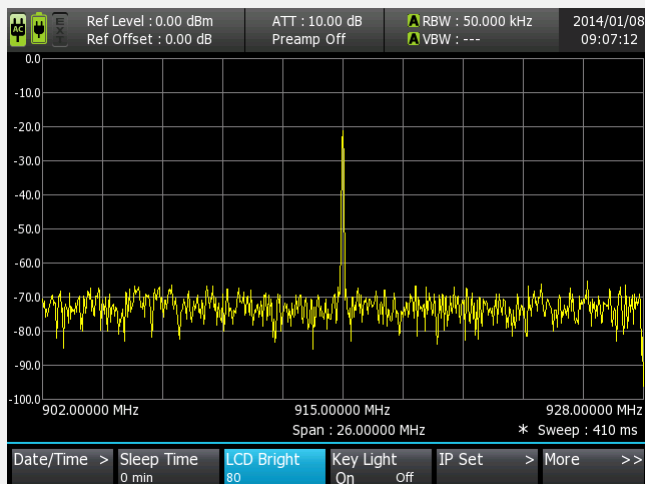 AC
EXT
Ref Level : 0.00 dBm
ATT : 10.00 dB
A RBW : 50.000 kHz
2014/01/08
Ref Offset : 0.00 dB
Preamp Off
A VBW : ---
09:07:12
0.0
-10.0
-20.0
-30.0
-40.0
-50.0
-60.0
-70.0
-80.0
-90.0
-100.0
902.00000 MHz
915.00000 MHz
928.00000 MHz
Span : 26.00000 MHz
* Sweep : 410 ms
Date/Time >
Sleep Time
0 min
LCD Bright
80
Key Light
On Off
IP Set >
More >>